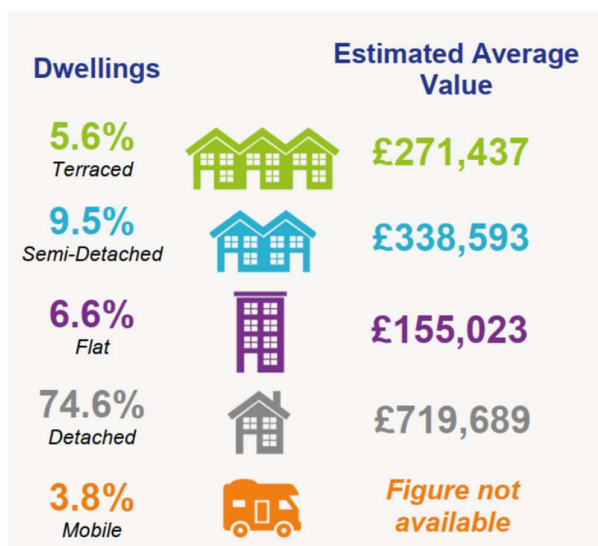 Dwellings
Estimated Average
Value
5.6%
Terraced
£271,437
9.5%
Semi-Detached
£338,593
6.6%
Flat
£155,023
74.6%
Detached
£719,689
3.8%
Mobile
Figure not
available